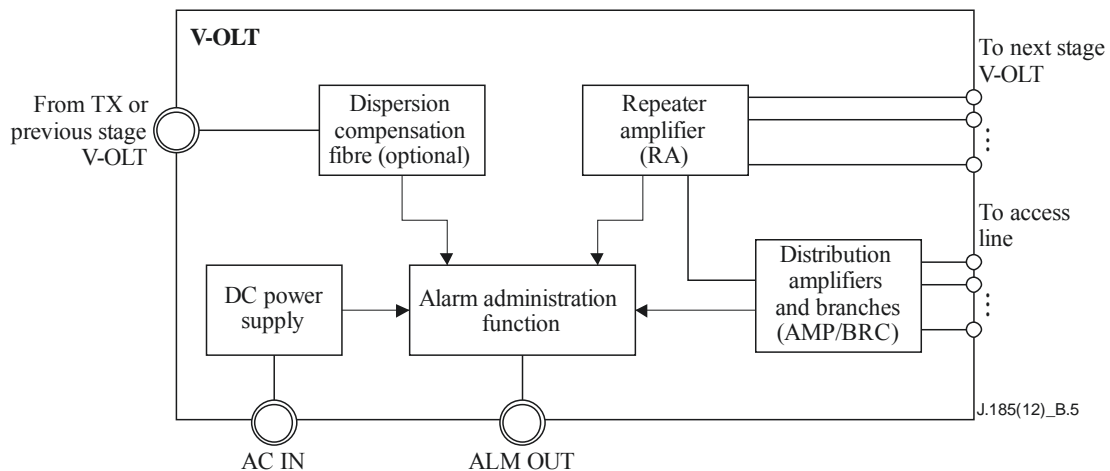 V-OLT
From TX or
previous stage
V-OLT
Dispersion
compensation
fibre (optional)
Repeater
amplifier
(RA)
To next stage
V-OLT
To access
line
DC power
supply
Alarm administration
function
Distribution
amplifiers
and branches
(AMP/BRC)
AC IN
ALM OUT
J.185(12)_B.5